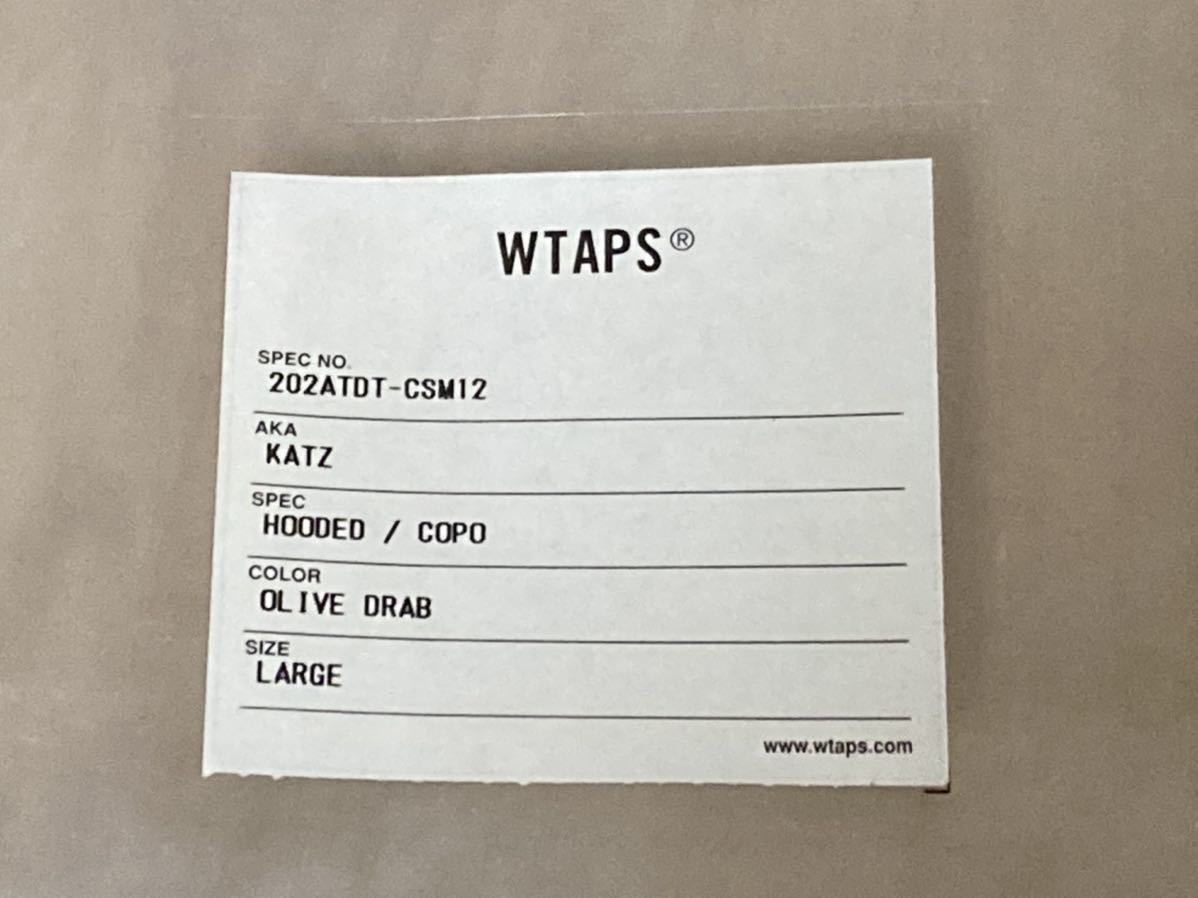 WTAPS®
SPEC NO.
202ATDT-CSM12
AKA
KATZ
SPEC
HOODED / COPO
COLOR
OLIVE DRAB
SIZE
LARGE
www.wtaps.com